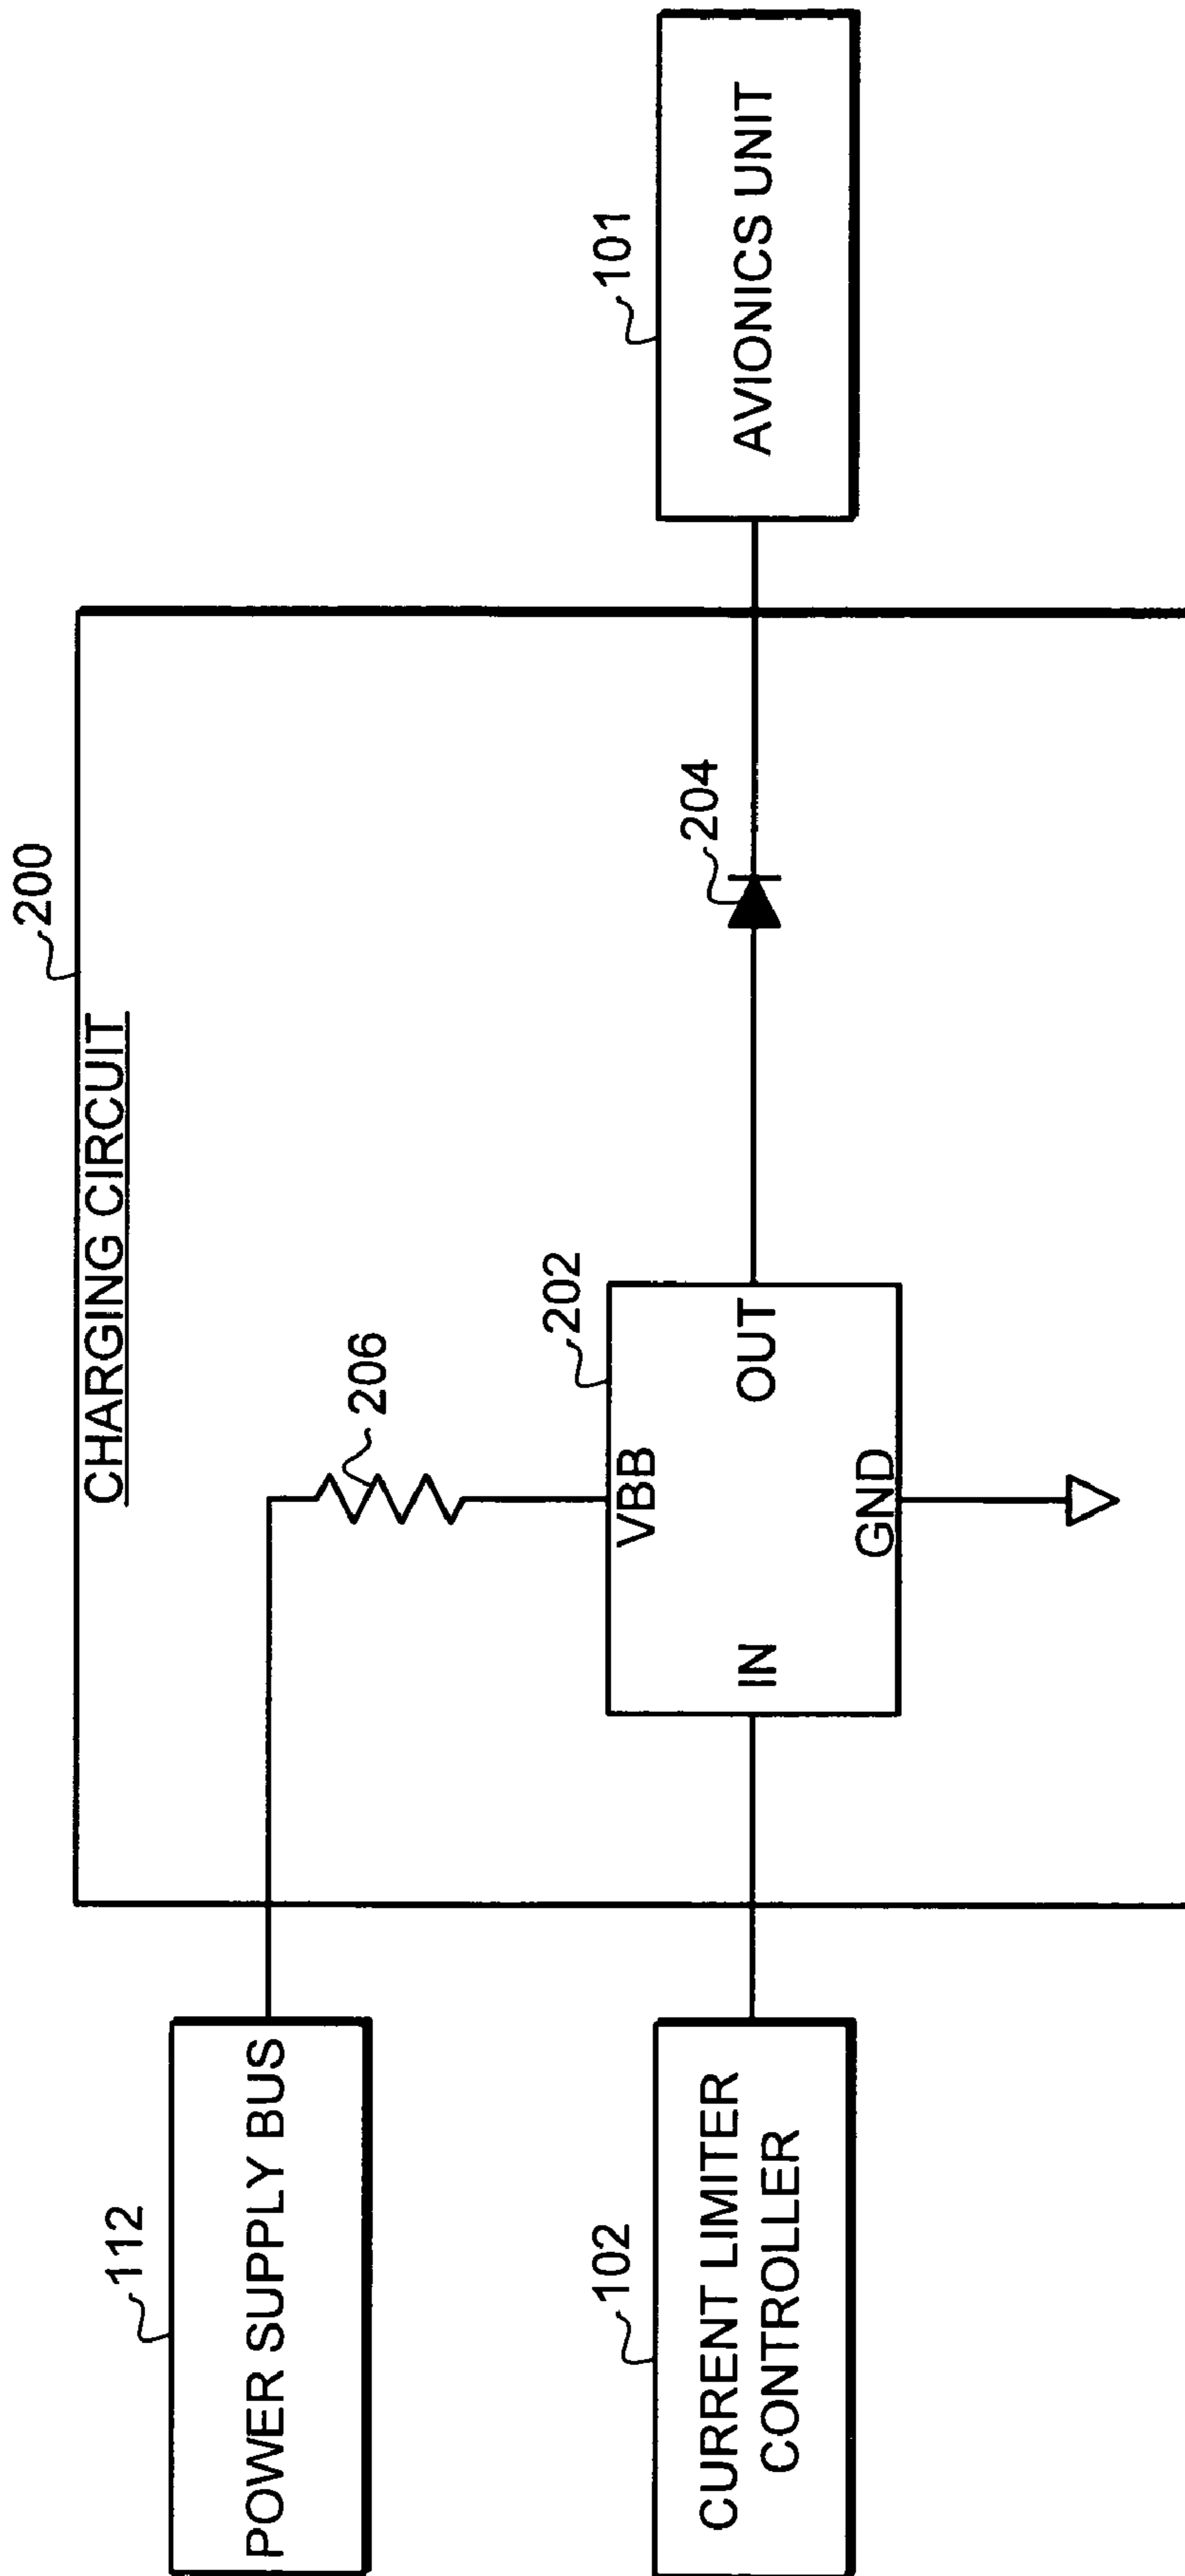 200
CHARGING CIRCUIT
112
POWER SUPPLY BUS
206
202
VBB
IN
OUT
GND
204
102
CURRENT LIMITER
CONTROLLER
101
AVIONICS UNIT